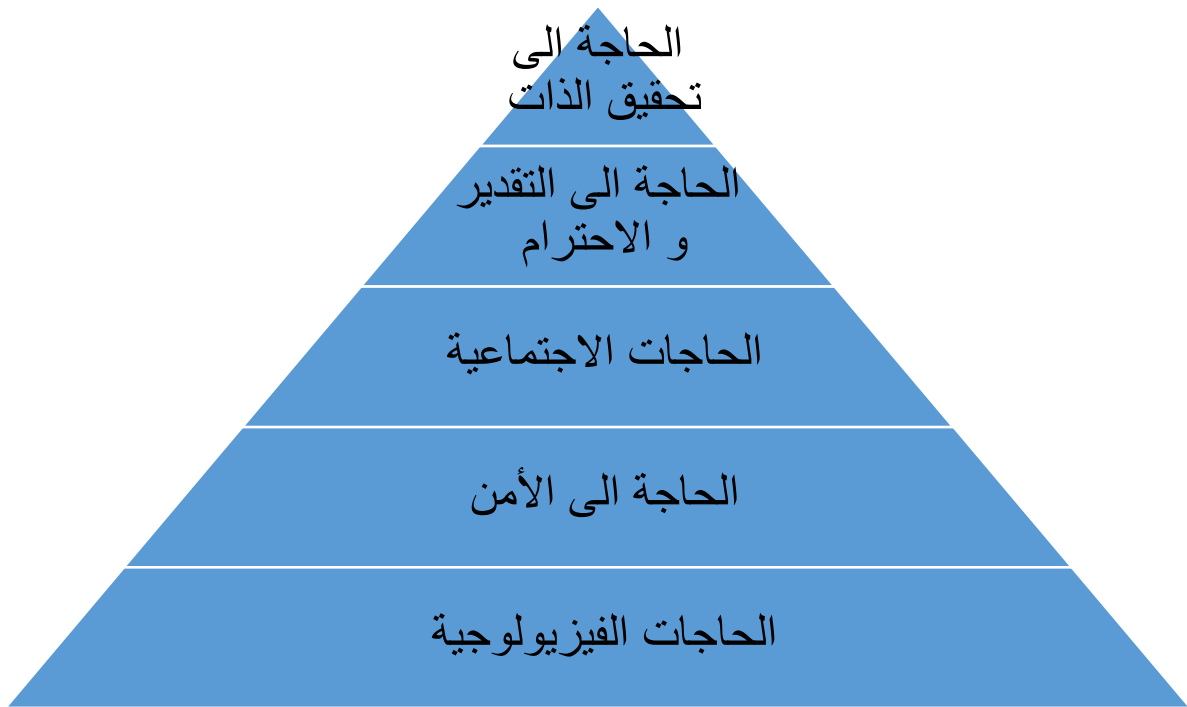 الحاجة الى
تحقيق الذات
الحاجة الى التقدير
و الاحترام
الحاجات الاجتماعية
الحاجة الى الأمن
الحاجات الفيزيولوجية